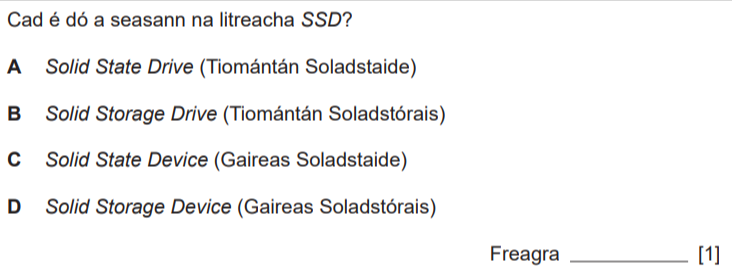 Cad é dó a seasann na litreacha SSD?
A Solid State Drive (Tiomántán Soladstaide)
B Solid Storage Drive (Tiomántán Soladstórais)
C Solid State Device (Gaireas Soladstaide)
D Solid Storage Device (Gaireas Soladstórais)
Freagra ___________ [1]